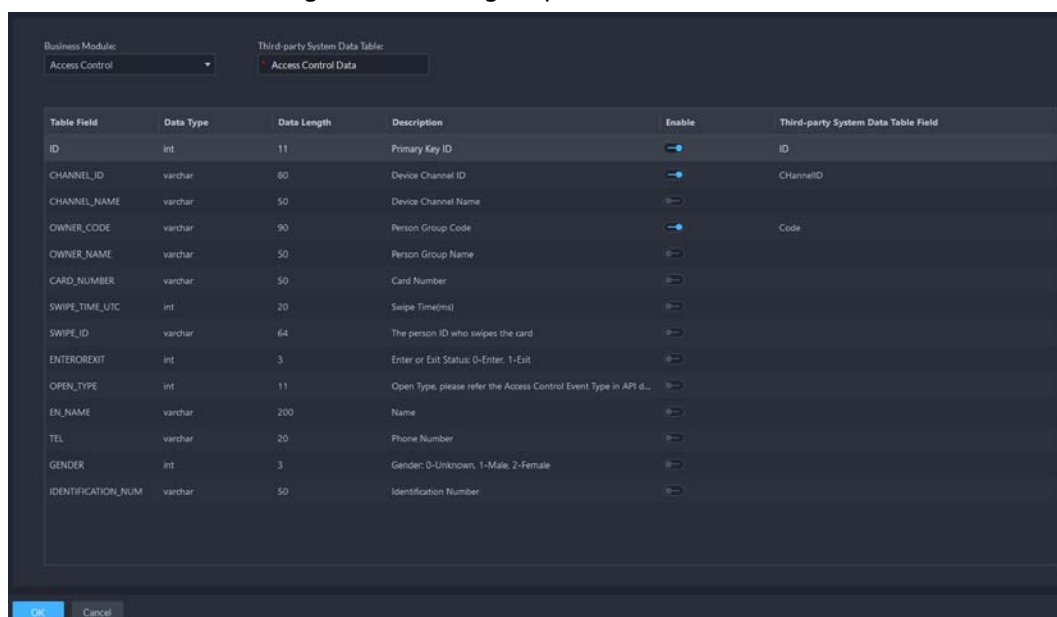 Business Module: Third-party System Data Table:
Access Control * Access Control Data
Table Field Data Type Data Length Description Enable Third-party System Data Table Field
ID int 11 Primary Key ID ID
CHANNEL_ID varchar 80 Device Channel ID CHannelID
CHANNEL_NAME varchar 50 Device Channel Name
OWNER_CODE varchar 90 Person Group Code Code
OWNER_NAME varchar 50 Person Group Name
CARD_NUMBER varchar 50 Card Number
SWIPE_TIME_UTC int 20 Swipe Time(ms)
SWIPE_ID varchar 64 The person ID who swipes the card
ENTEROREXIT int 3 Enter or Exit Status: 0-Enter, 1-Exit
OPEN_TYPE int 11 Open Type, please refer the Access Control Event Type in API d...
EN_NAME varchar 200 Name
TEL varchar 20 Phone Number
GENDER int 3 Gender: 0-Unknown, 1-Male, 2-Female
IDENTIFICATION_NUM varchar 50 Identification Number
OK Cancel